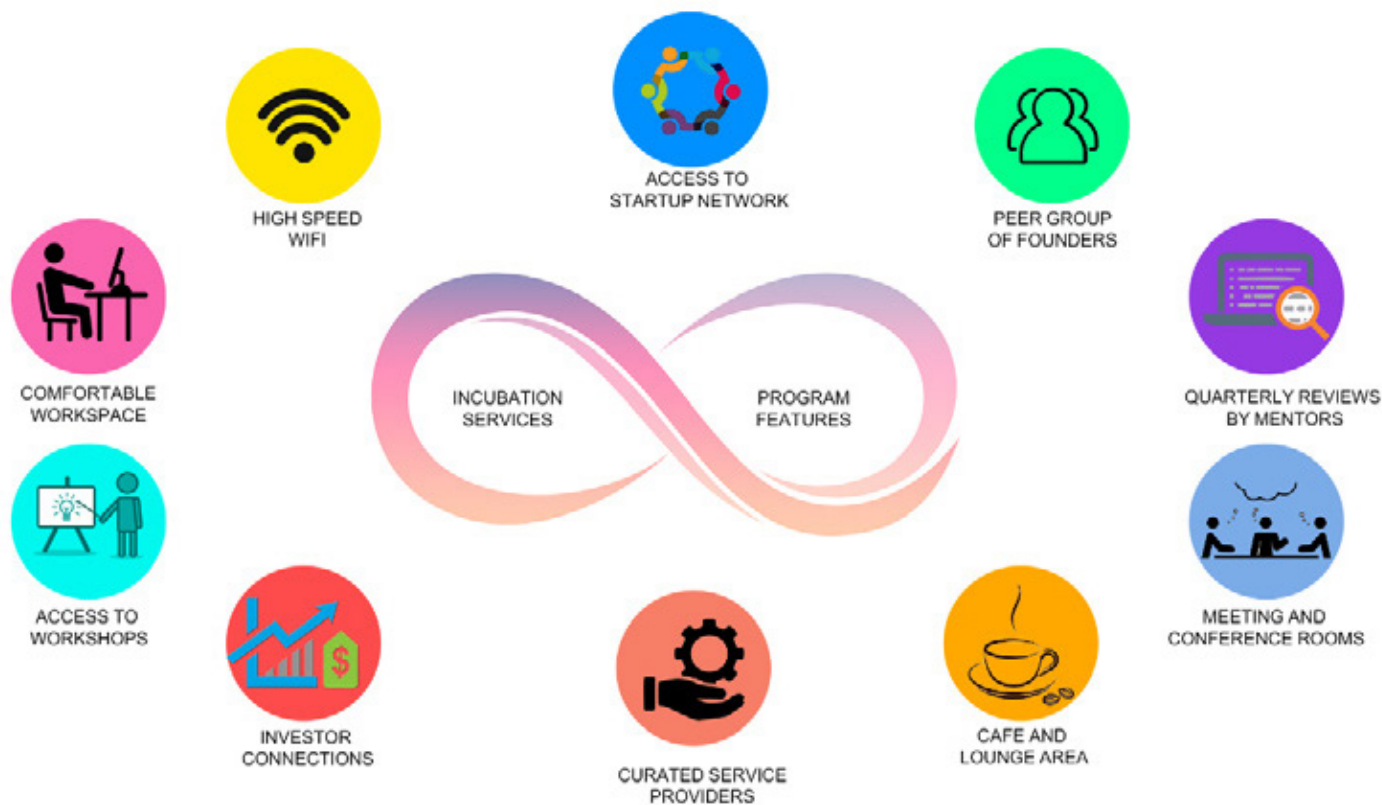 ACCESS TO
STARTUP NETWORK
HIGH SPEED
WIFI
PEER GROUP
OF FOUNDERS
COMFORTABLE
WORKSPACE
INCUBATION
SERVICES
PROGRAM
FEATURES
QUARTERLY REVIEWS
BY MENTORS
ACCESS TO
WORKSHOPS
MEETING AND
CONFERENCE ROOMS
$
INVESTOR
CONNECTIONS
CURATED SERVICE
PROVIDERS
CAFE AND
LOUNGE AREA